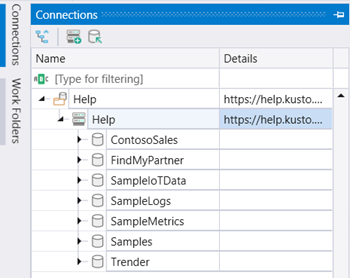 Connections
Work Folders
Connections
Name Details
[Type for filtering]
Help https://help.kusto....
Help https://help.kusto....
ContosoSales
FindMyPartner
SampleIoTData
SampleLogs
SampleMetrics
Samples
Trender